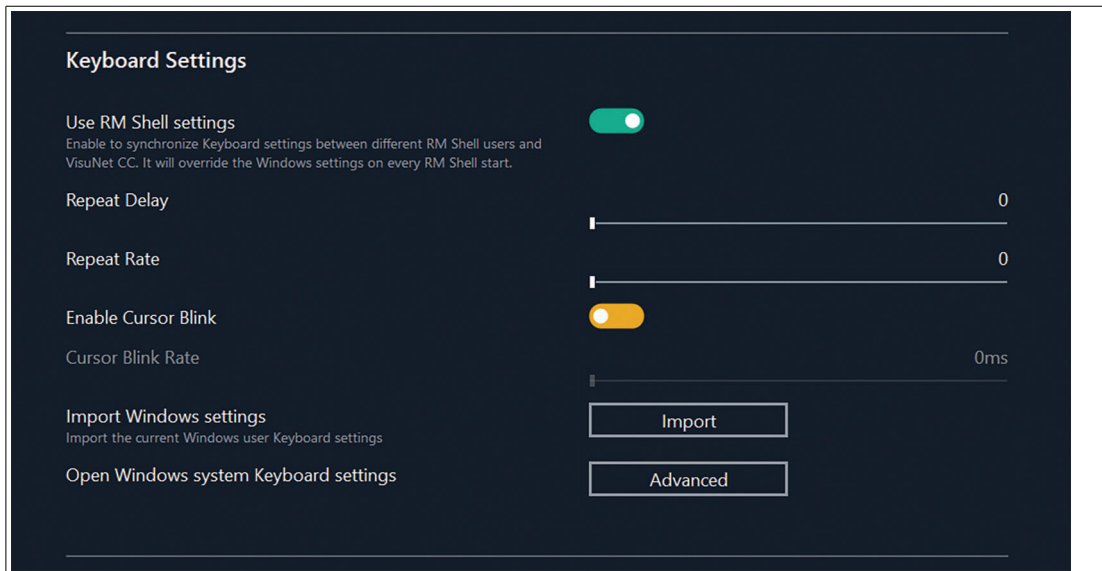 Keyboard Settings
Use RM Shell settings
Enable to synchronize Keyboard settings between different RM Shell users and
VisuNet CC. It will override the Windows settings on every RM Shell start.
Repeat Delay 0
Repeat Rate 0
Enable Cursor Blink
Cursor Blink Rate 0ms
Import Windows settings Import
Import the current Windows user Keyboard settings
Open Windows system Keyboard settings Advanced